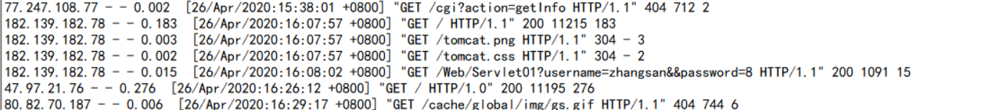 77.247.108.77 - - 0.002  [26/Apr/2020:15:38:01 +0800] "GET /cgi?action=getInfo HTTP/1.1" 404 712 2
182.139.182.78 - - 0.183  [26/Apr/2020:16:07:57 +0800] "GET / HTTP/1.1" 200 11215 183
182.139.182.78 - - 0.003  [26/Apr/2020:16:07:57 +0800] "GET /tomcat.png HTTP/1.1" 304 - 3
182.139.182.78 - - 0.002  [26/Apr/2020:16:07:57 +0800] "GET /tomcat.css HTTP/1.1" 304 - 2
182.139.182.78 - - 0.015  [26/Apr/2020:16:08:02 +0800] "GET /Web/Servlet01?username=zhangsan&&password=8 HTTP/1.1" 200 1091 15
47.97.21.76 - - 0.276  [26/Apr/2020:16:26:12 +0800] "GET / HTTP/1.0" 200 11195 276
80.82.70.187 - - 0.006  [26/Apr/2020:16:29:17 +0800] "GET /cache/global/img/gs.gif HTTP/1.1" 404 744 6